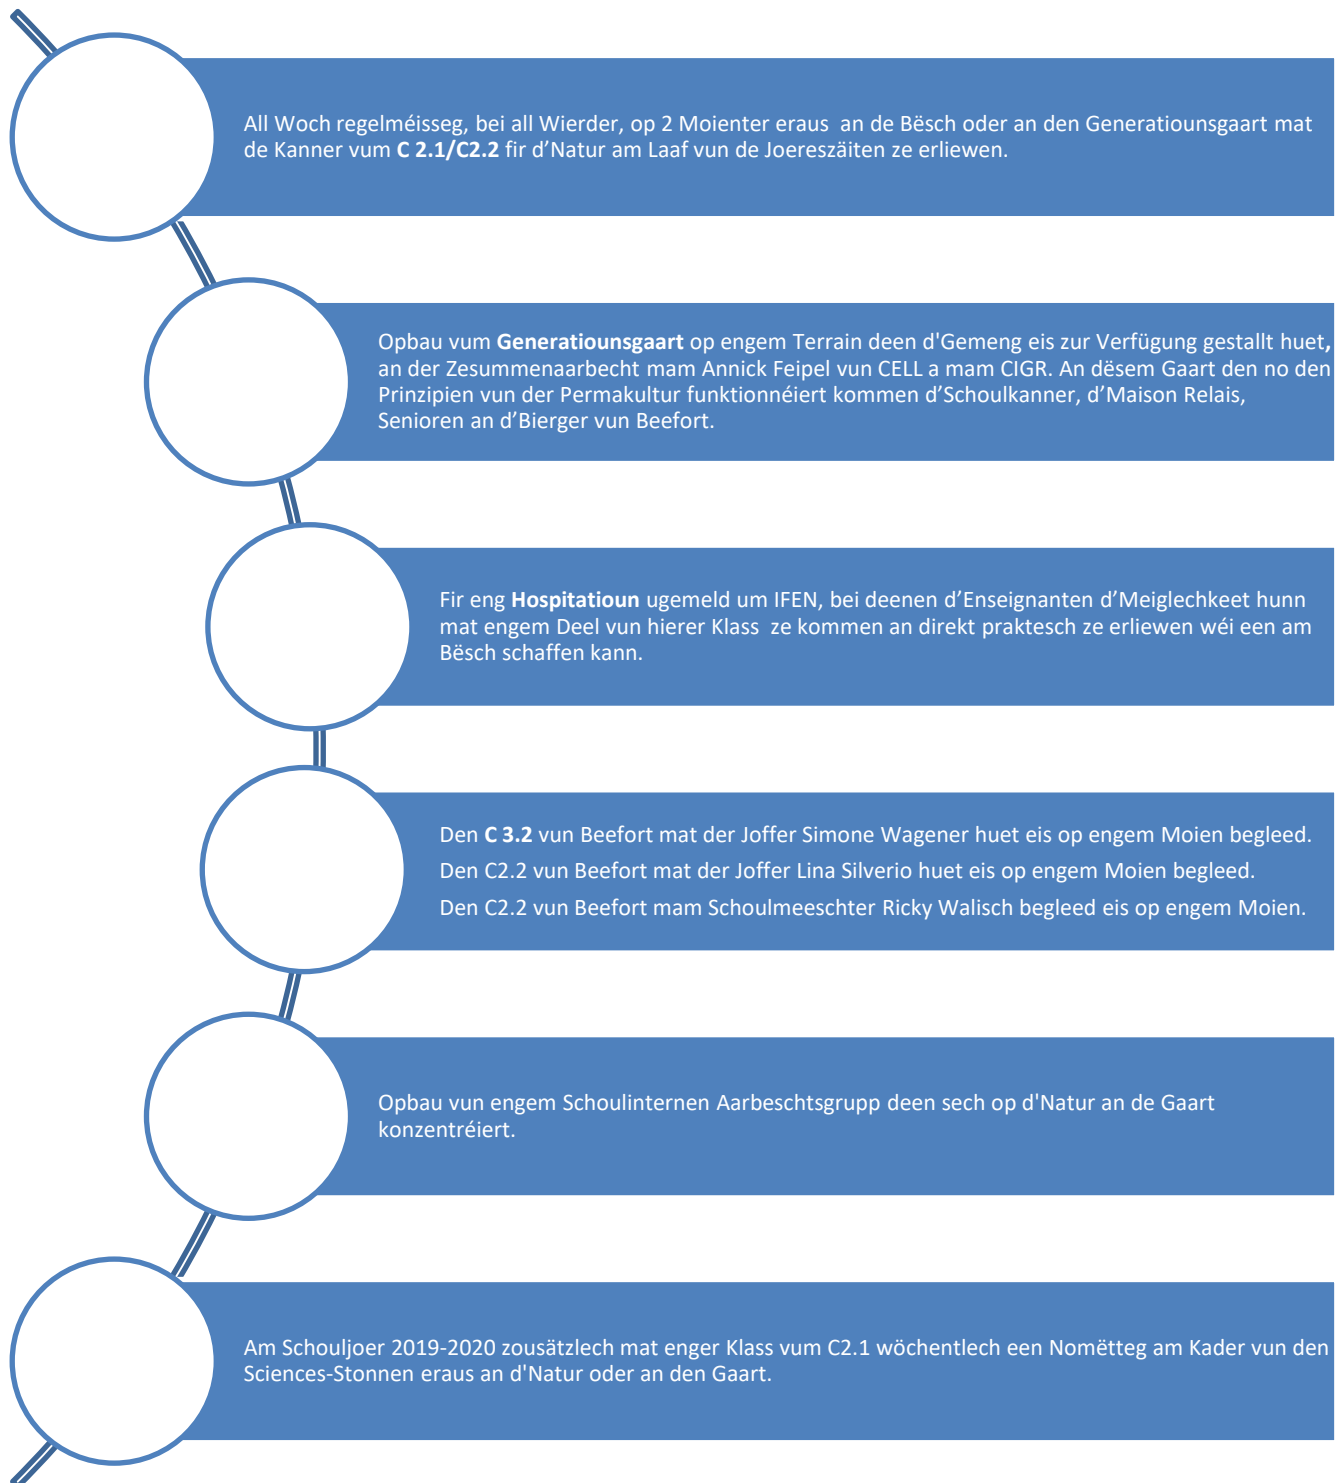 All Woch regelméisseg, bei all Wierder, op 2 Moienter eraus  an de Bësch oder an den Generatiounsgaart mat
de Kanner vum C 2.1/C2.2 fir d’Natur am Laaf vun de Joereszäiten ze erliewen.
Opbau vum Generatiounsgaart op engem Terrain deen d'Gemeng eis zur Verfügung gestallt huet,
an der Zesummenaarbecht mam Annick Feipel vun CELL a mam CIGR. An dësem Gaart den no den
Prinzipien vun der Permakultur funktionnéiert kommen d’Schoulkanner, d’Maison Relais,
Senioren an d’Bierger vun Beefort.
Fir eng Hospitatioun ugemeld um IFEN, bei deenen d’Enseignanten d’Meiglechkeet hunn
mat engem Deel vun hierer Klass  ze kommen an direkt praktesch ze erliewen wéi een am
Bësch schaffen kann.
Den C 3.2 vun Beefort mat der Joffer Simone Wagener huet eis op engem Moien begleed.
Den C2.2 vun Beefort mat der Joffer Lina Silverio huet eis op engem Moien begleed.
Den C2.2 vun Beefort mam Schoulmeeschter Ricky Walisch begleed eis op engem Moien.
Opbau vun engem Schoulinternen Aarbeschtsgrupp deen sech op d'Natur an de Gaart
konzentréiert.
Am Schouljoer 2019-2020 zousätzlech mat enger Klass vum C2.1 wöchentlech een Nomëtteg am Kader vun den
Sciences-Stonnen eraus an d'Natur oder an den Gaart.